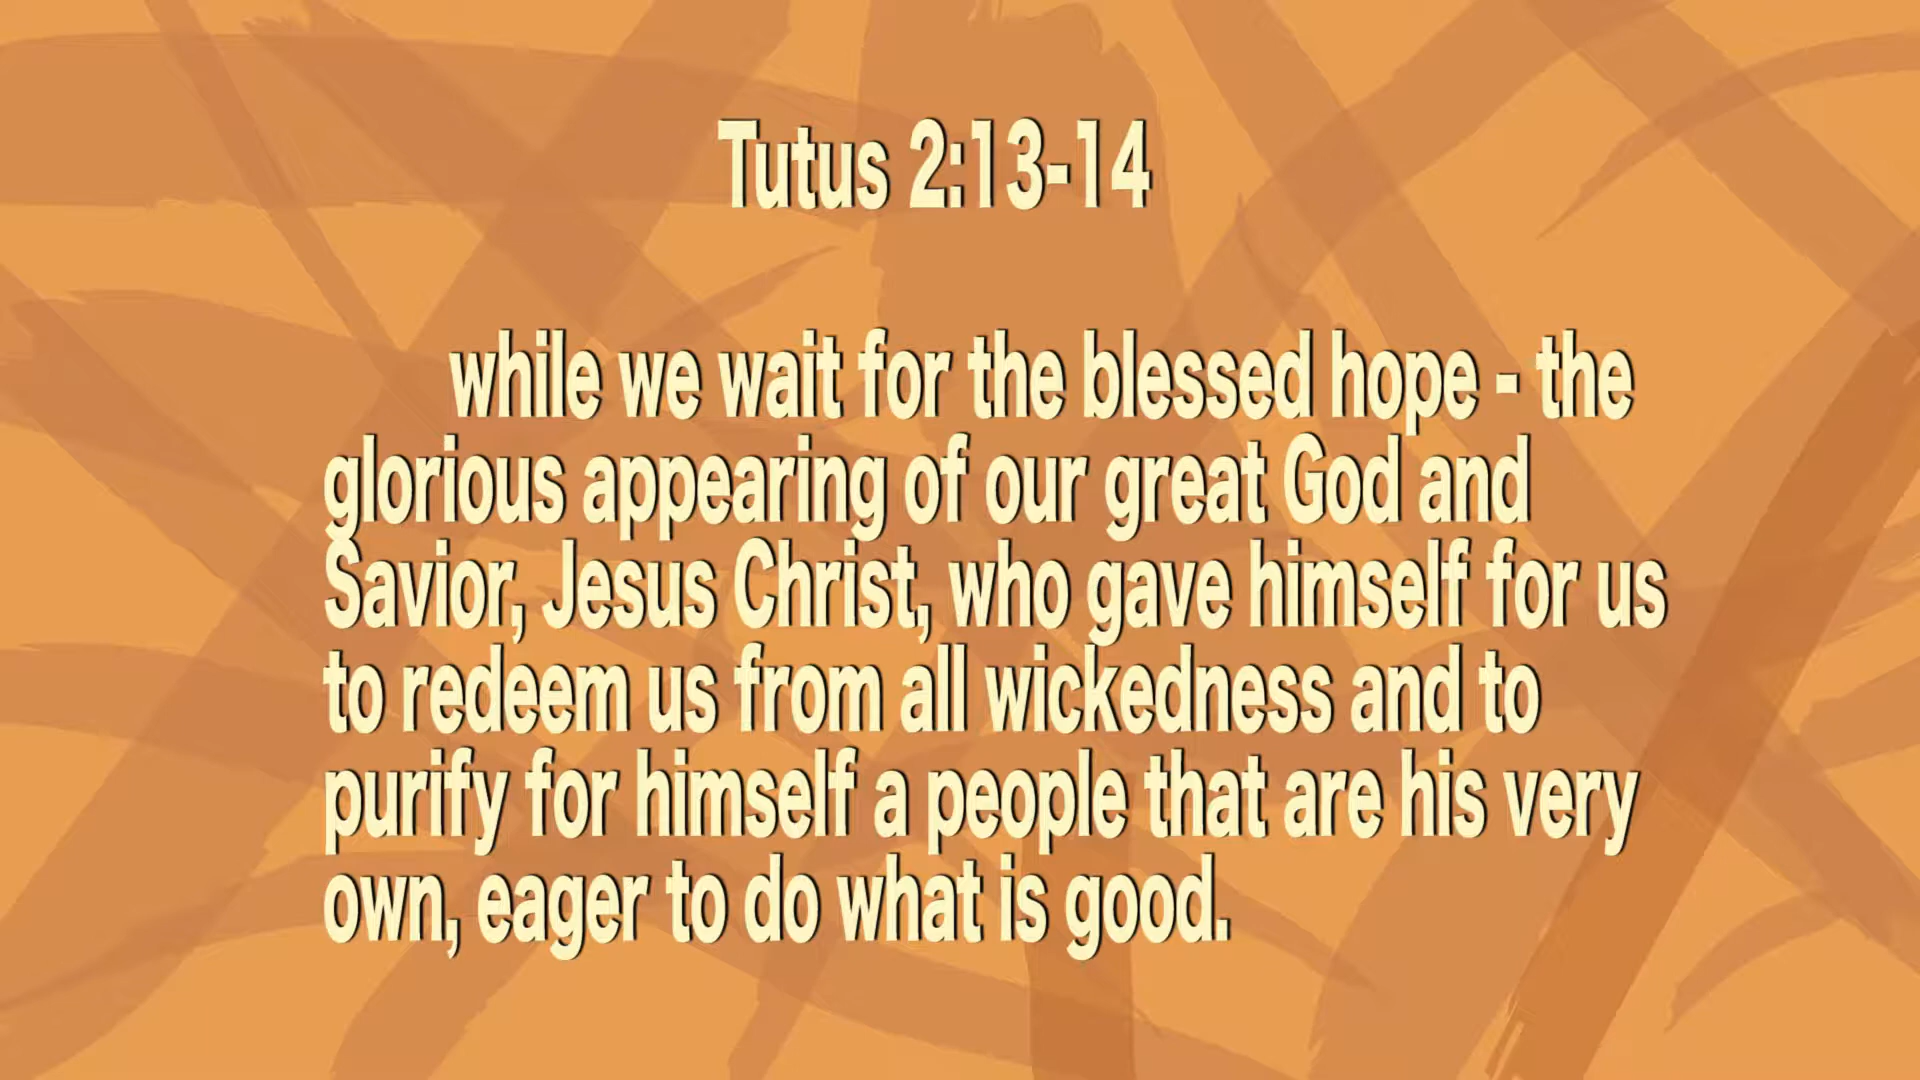 Tutus 2:13-14
while we wait for the blessed hope - the
glorious appearing of our great God and
Savior, Jesus Christ, who gave himself for us
to redeem us from all wickedness and to
purify for himself a people that are his very
own, eager to do what is good.